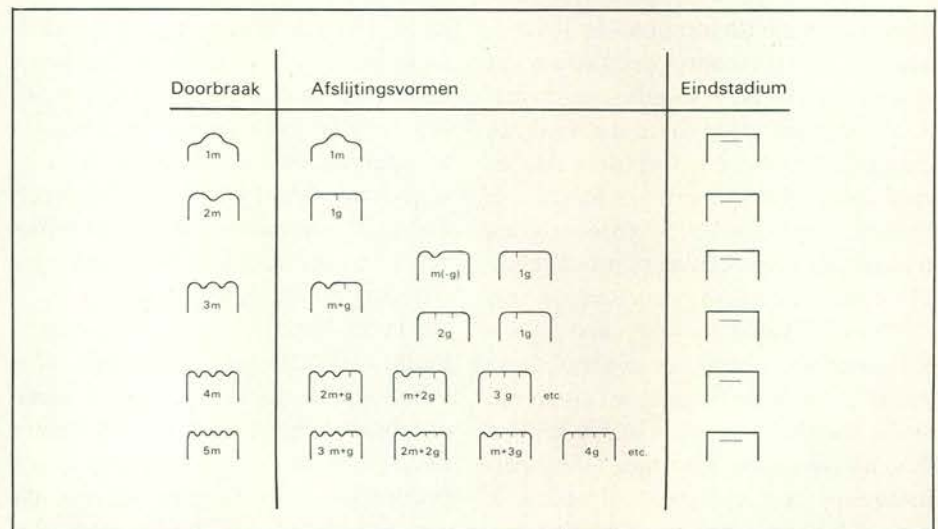 Doorbraak Afslijtingsvormen Eindstadium
1m 1m
2m 1g
m(-g) 1g
3m m+g
2g 1g
4m 2m+g m+2g 3 g etc.
5m 3 m+g 2m+2g m+3g 4g etc.